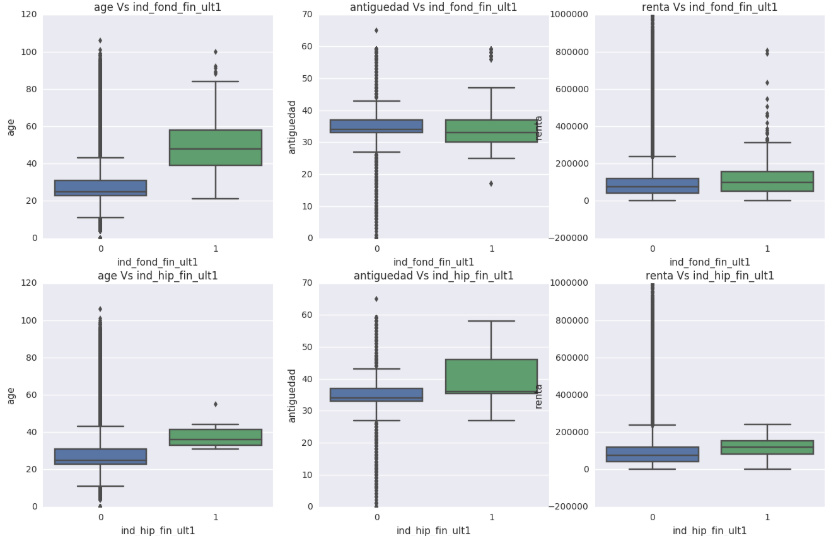 age Vs ind_fond_fin_ult1
antiguedad Vs ind_fond_fin_ult1
renta Vs ind_fond_fin_ult1
120
100
80
60
40
20
0
age
0 1
ind_fond_fin_ult1
70
60
50
40
30
20
10
0
antiguedad
0 1
ind_fond_fin_ult1
1000000
800000
600000
400000
200000
0
−200000
renta
0 1
ind_fond_fin_ult1
age Vs ind_hip_fin_ult1
antiguedad Vs ind_hip_fin_ult1
renta Vs ind_hip_fin_ult1
120
100
80
60
40
20
0
age
0 1
ind_hip_fin_ult1
70
60
50
40
30
20
10
0
antiguedad
0 1
ind_hip_fin_ult1
1000000
800000
600000
400000
200000
0
−200000
renta
0 1
ind_hip_fin_ult1